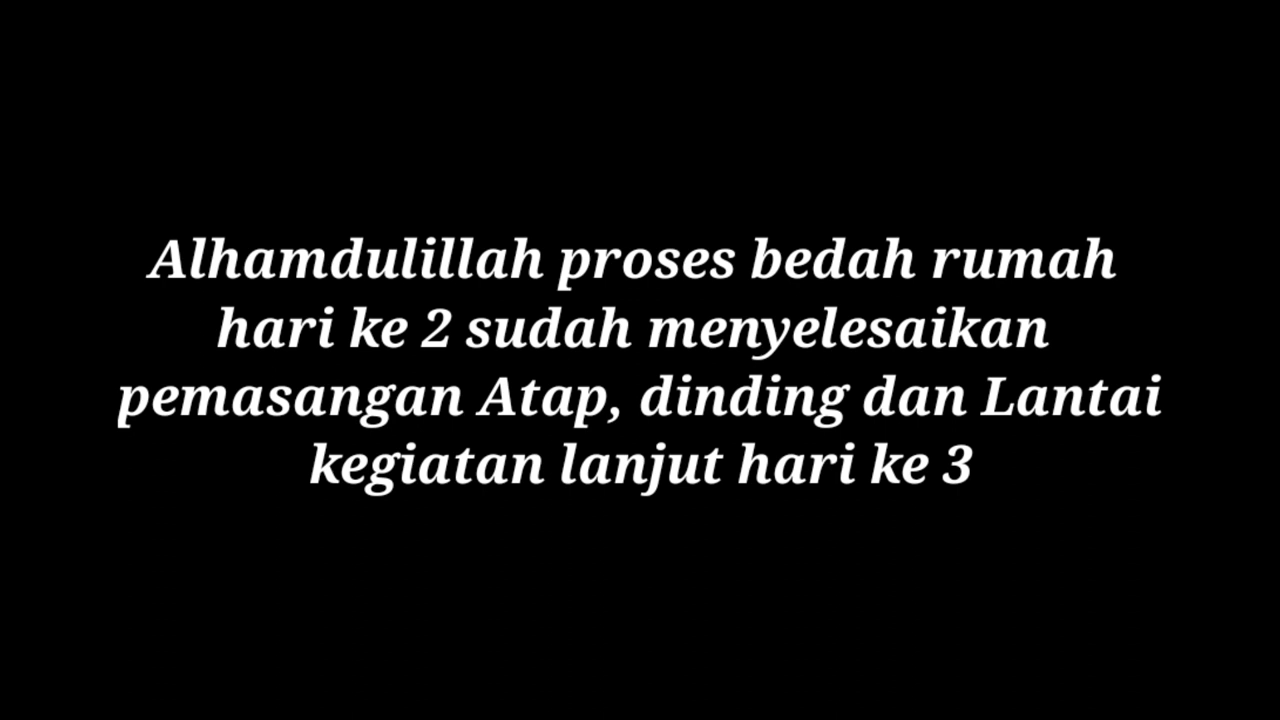 Alhamdulillah proses bedah rumah
hari ke 2 sudah menyelesaikan
pemasangan Atap, dinding dan Lantai
kegiatan lanjut hari ke 3